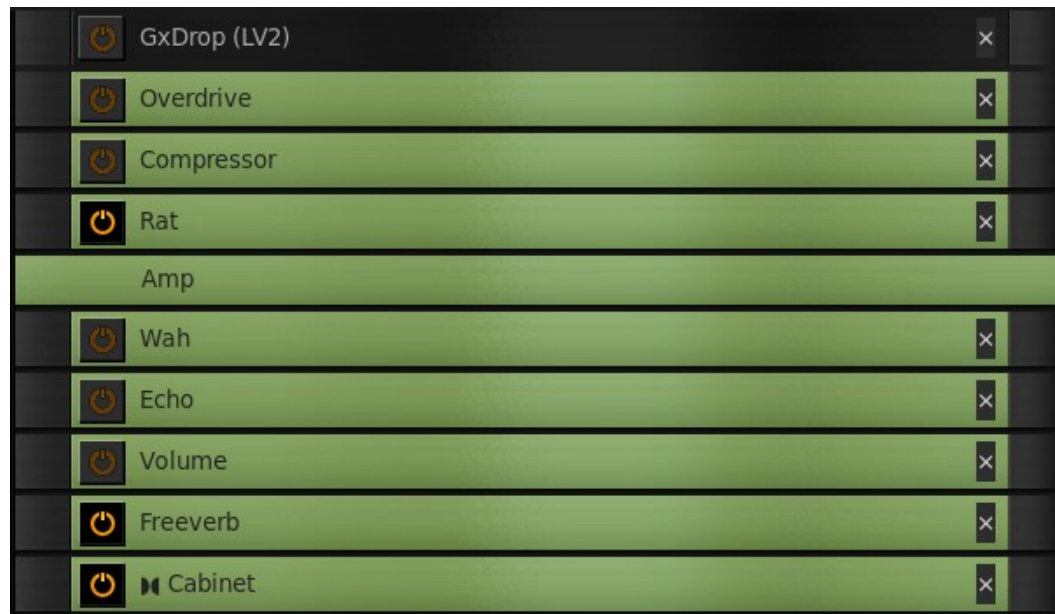 GxDrop (LV2)
Overdrive
Compressor
Rat
Amp
Wah
Echo
Volume
Freeverb
Cabinet